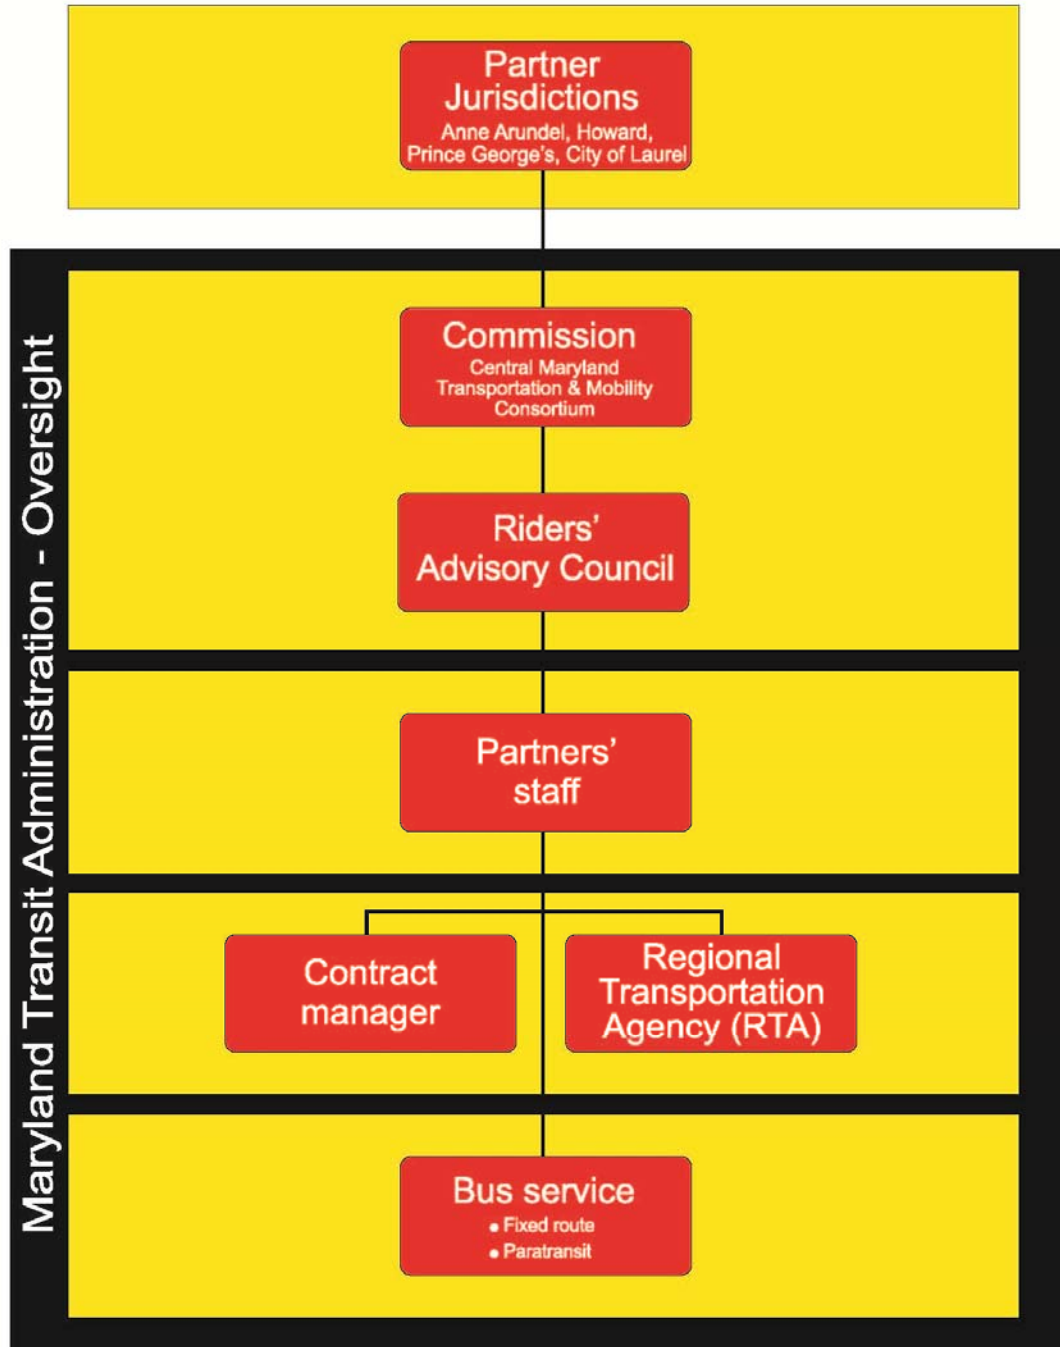 Partner
Jurisdictions
Anne Arundel, Howard,
Prince George's, City of Laurel
Maryland Transit Administration - Oversight
Commission
Central Maryland
Transportation & Mobility
Consortium
Riders’
Advisory Council
Partners’
staff
Contract
manager
Regional
Transportation
Agency (RTA)
Bus service
• Fixed route
• Paratransit